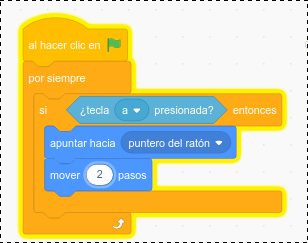 al hacer clic en
por siempre
si ¿tecla a presionada? entonces
apuntar hacia puntero del ratón
mover 2 pasos